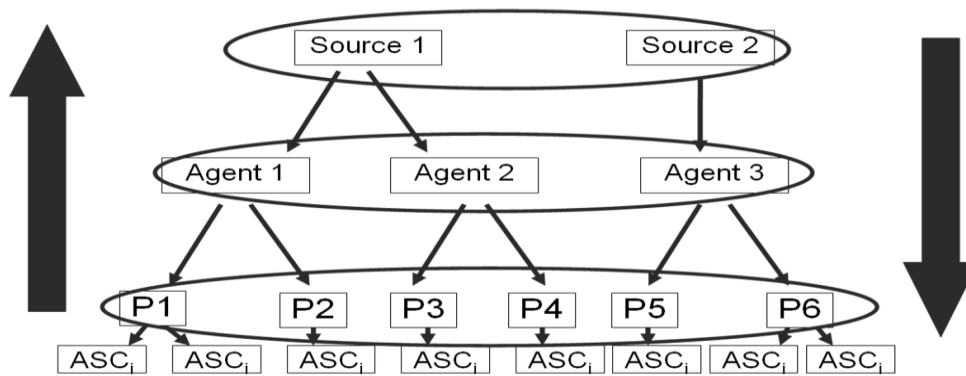 Source 1 Source 2
Agent 1 Agent 2 Agent 3
P1 P2 P3 P4 P5 P6
ASCi ASCi ASCi ASCi ASCi ASCi ASCi ASCi